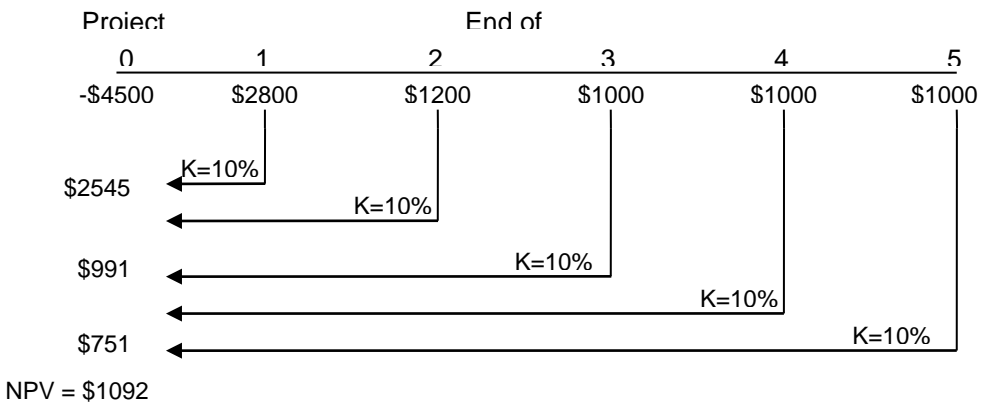 Project End of
0 1 2 3 4 5
-$4500 $2800 $1200 $1000 $1000 $1000
K=10%
$2545
K=10%
$991 K=10%
K=10%
$751 K=10%
NPV = $1092